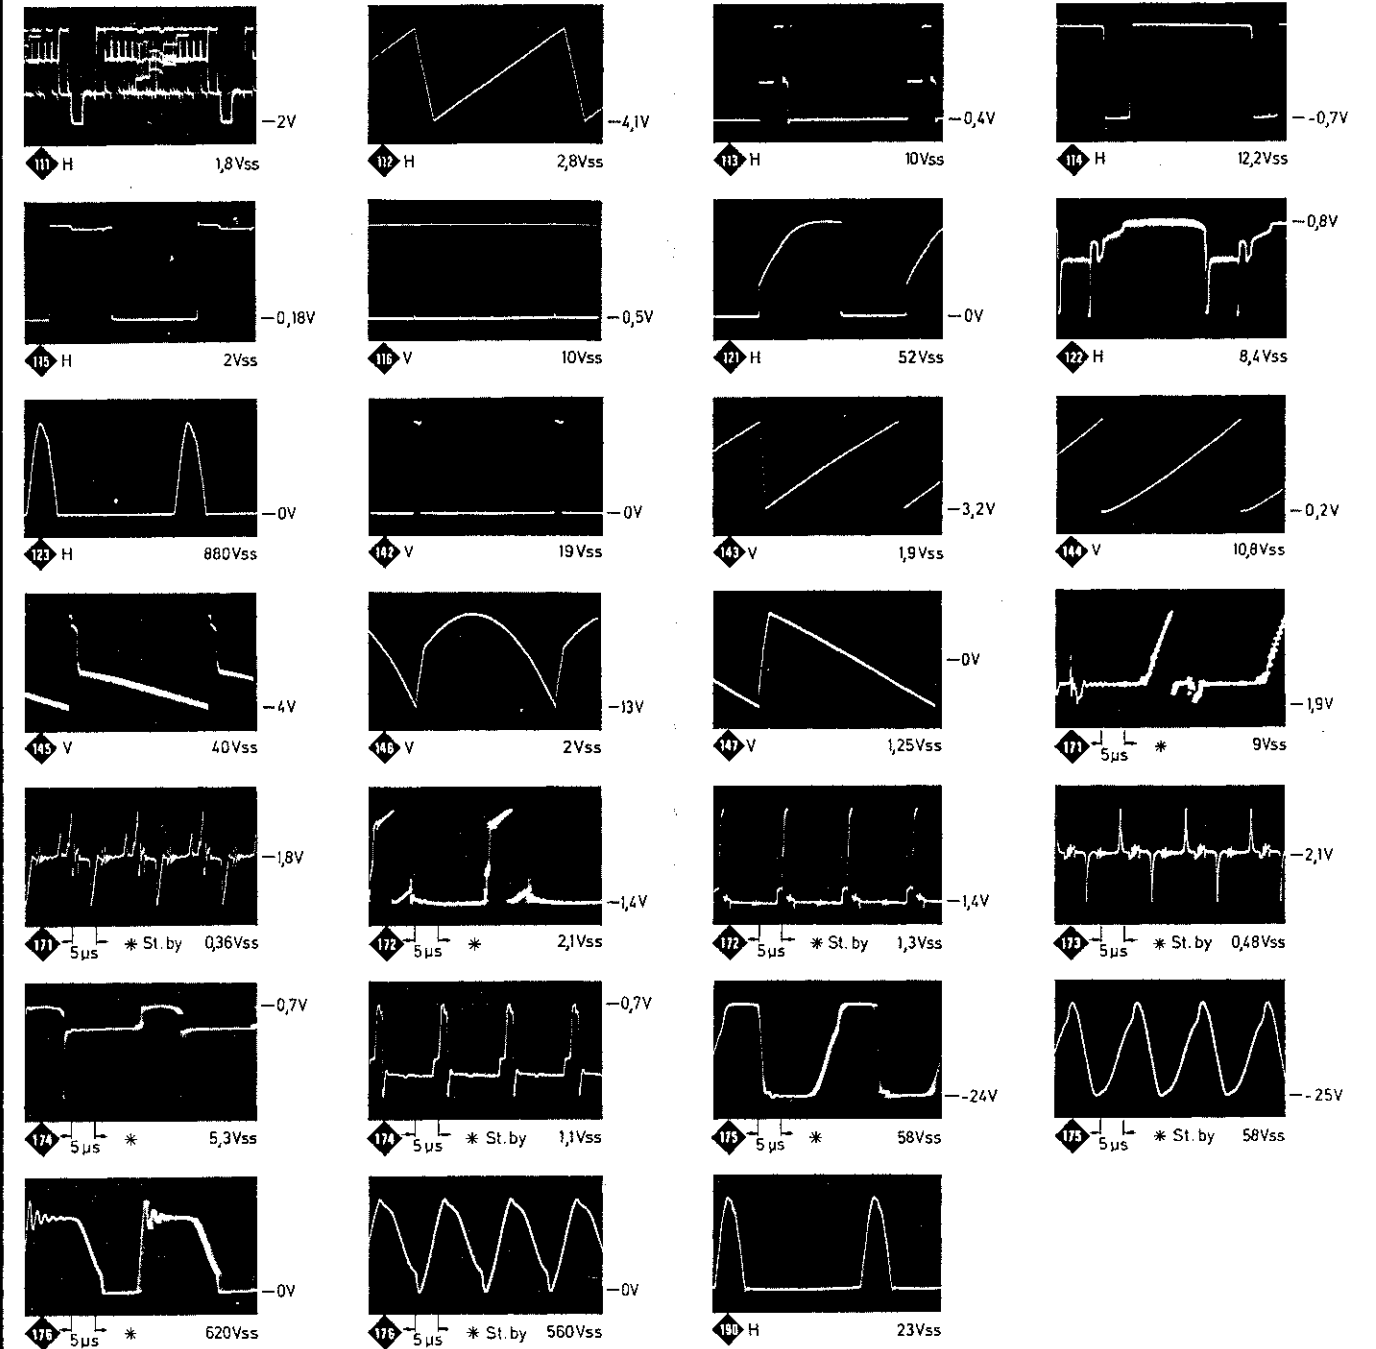 2V
111 H 1,8Vss
4,1V
112 H 2,8Vss
0,4V
113 H 10Vss
-0,7V
114 H 12,2Vss
0,18V
115 H 2Vss
0,5V
116 V 10Vss
0V
121 H 52Vss
0,8V
122 H 8,4Vss
0V
123 H 880Vss
0V
142 V 19Vss
3,2V
143 V 1,9Vss
0,2V
144 V 10,8Vss
4V
145 V 40Vss
13V
146 V 2Vss
0V
147 V 1,25Vss
1,9V
171 5µs * 9Vss
1,8V
171 5µs * St.by 0,36Vss
1,4V
172 5µs * 2,1Vss
1,4V
172 5µs * St.by 1,3Vss
2,1V
173 5µs * St.by 0,48Vss
0,7V
174 5µs * 5,3Vss
0,7V
174 5µs * St.by 1,1Vss
-24V
175 5µs * 58Vss
-25V
175 5µs * St.by 58Vss
0V
176 5µs * 620Vss
0V
176 5µs * St.by 560Vss
190 H 23Vss